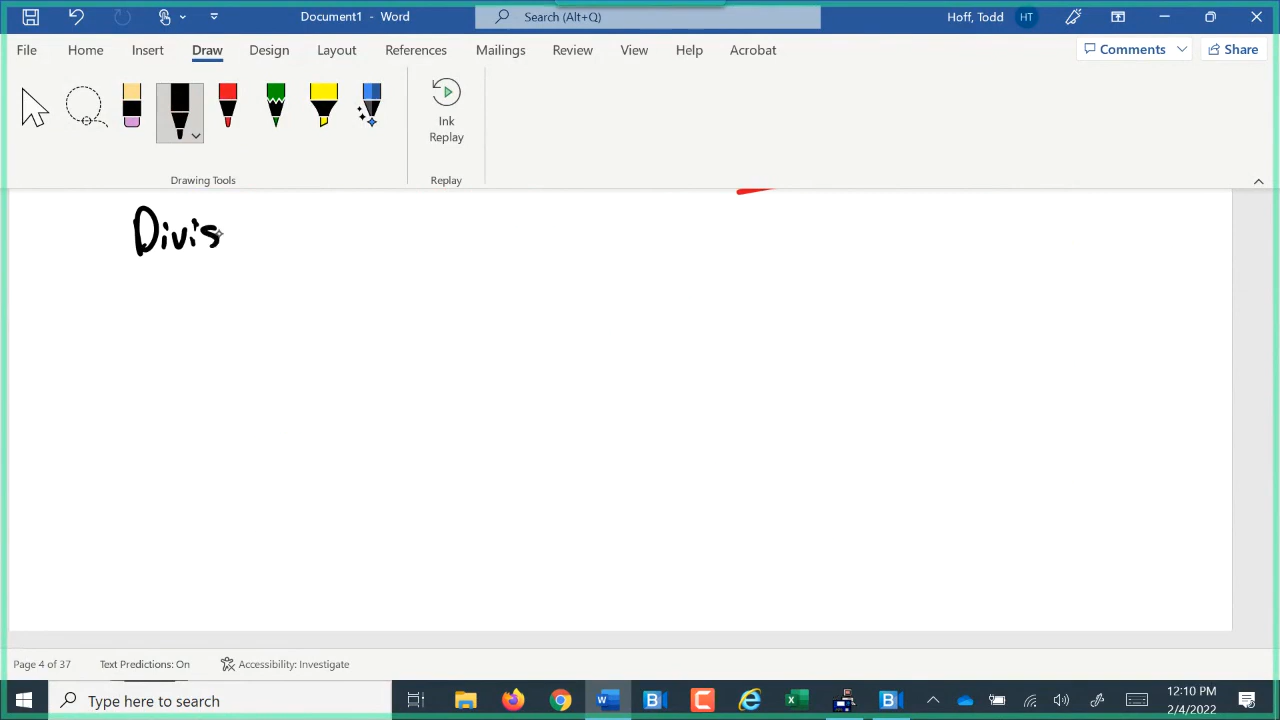 Document1 - Word
Search (Alt+Q)
Hoff, Todd
HT
File Home Insert Draw Design Layout References Mailings Review View Help Acrobat
Comments
Share
Ink
Replay
Drawing Tools
Replay
Divis
Page 4 of 37
Text Predictions: On
Accessibility: Investigate
Type here to search
12:10 PM
2/4/2022